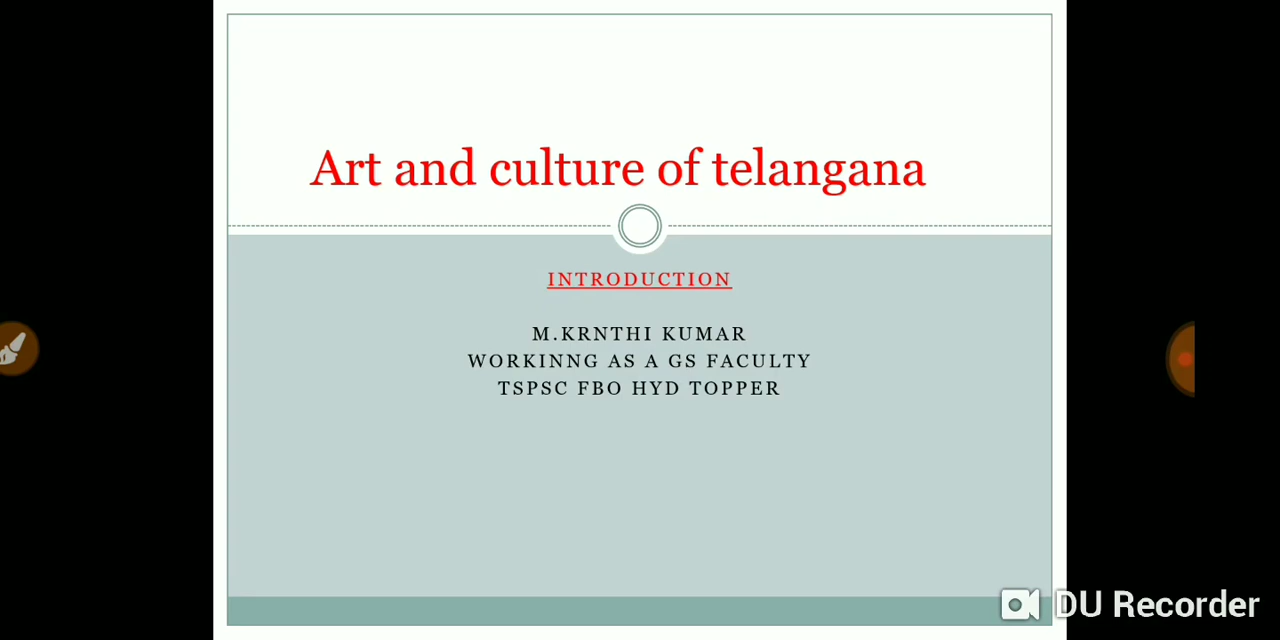 Art and culture of telangana
INTRODUCTION
M.KRNTHI KUMAR
WORKINNG AS A GS FACULTY
TSPSC FBO HYD TOPPER
DU Recorder